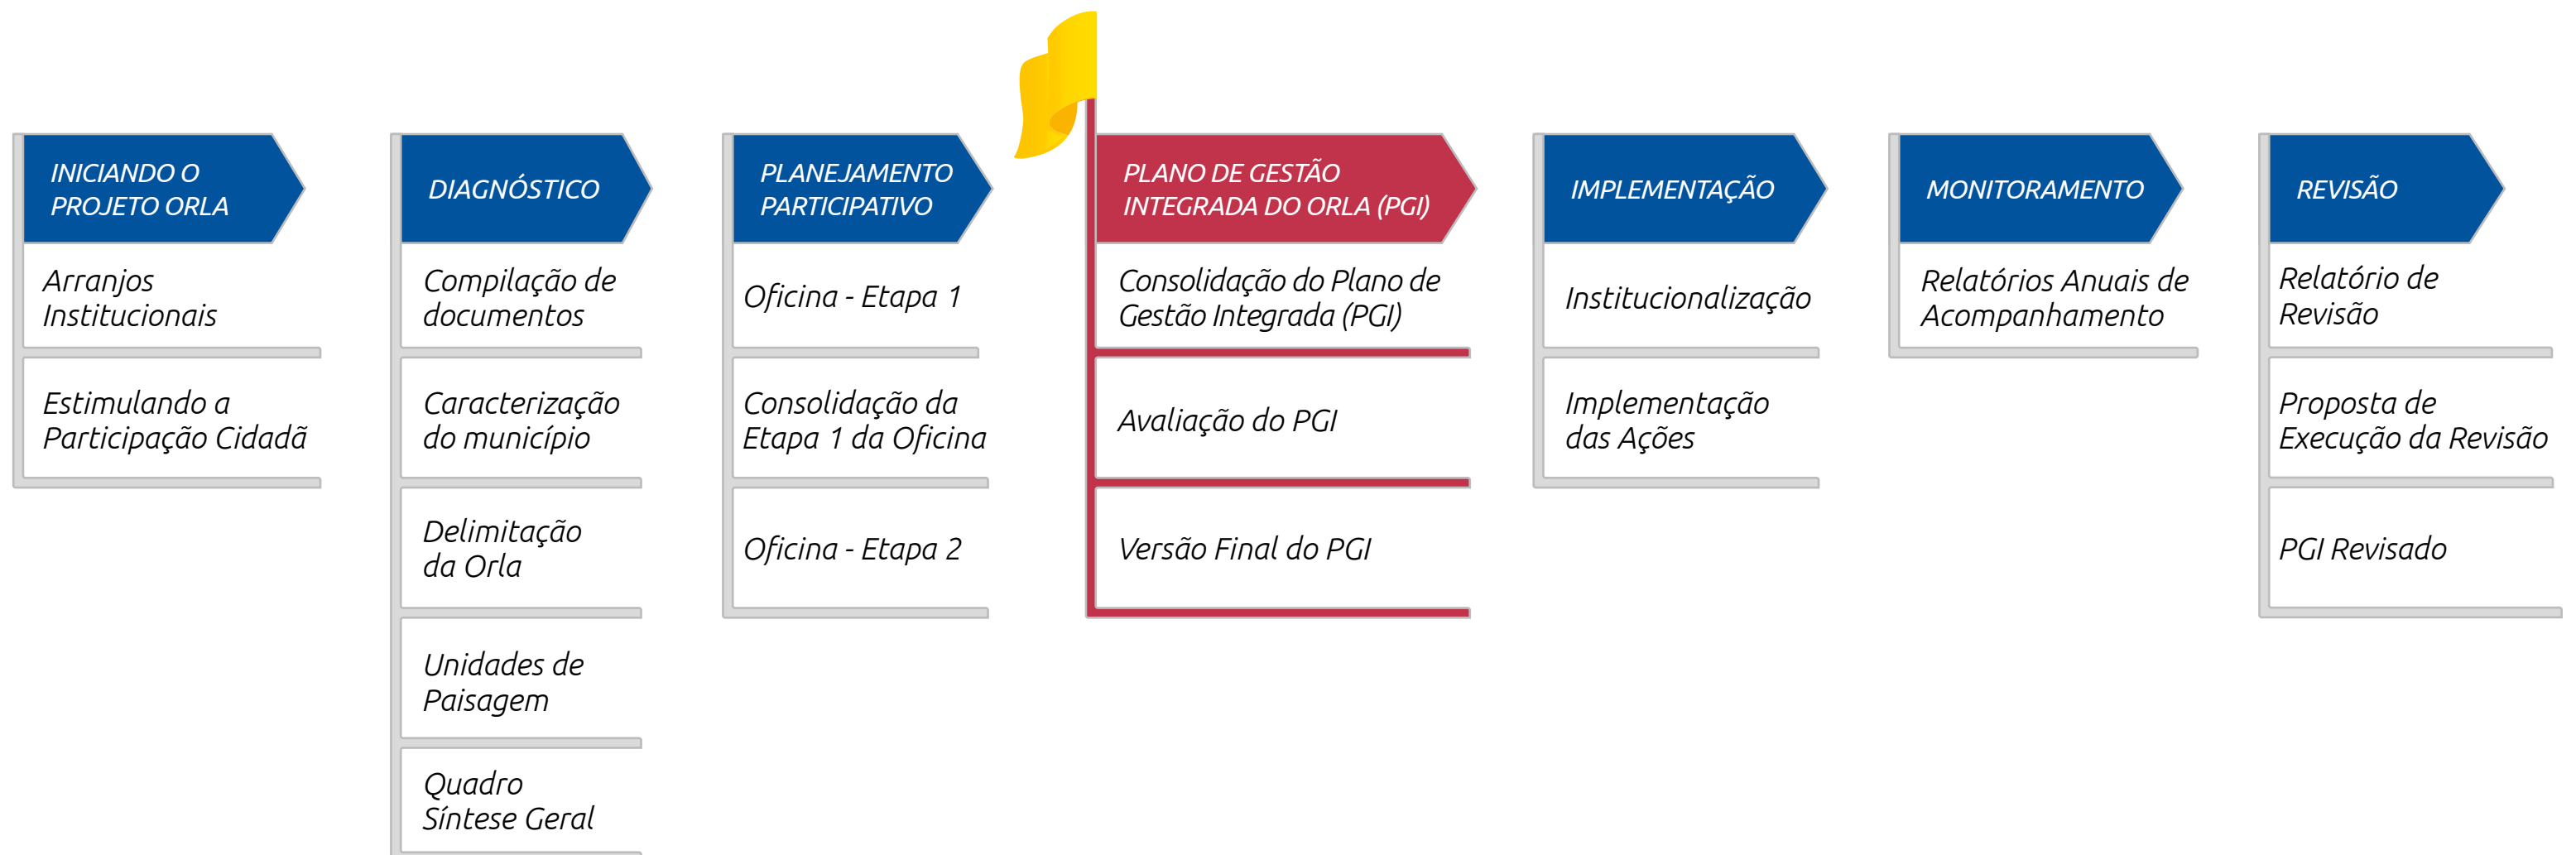 INICIANDO O
PROJETO ORLA
Arranjos
Institucionais
Estimulando a
Participação Cidadã
DIAGNÓSTICO
Compilação de
documentos
Caracterização
do município
Delimitação
da Orla
Unidades de
Paisagem
Quadro
Síntese Geral
PLANEJAMENTO
PARTICIPATIVO
Oficina - Etapa 1
Consolidação da
Etapa 1 da Oficina
Oficina - Etapa 2
PLANO DE GESTÃO
INTEGRADA DO ORLA (PGI)
Consolidação do Plano de
Gestão Integrada (PGI)
Avaliação do PGI
Versão Final do PGI
IMPLEMENTAÇÃO
Institucionalização
Implementação
das Ações
MONITORAMENTO
Relatórios Anuais de
Acompanhamento
REVISÃO
Relatório de
Revisão
Proposta de
Execução da Revisão
PGI Revisado